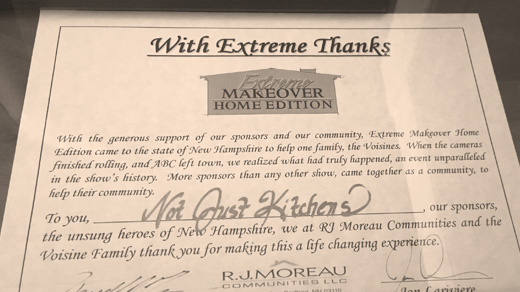 With Extreme Thanks
Extreme
MAKEOVER
HOME EDITION
With the generous support of our sponsors and our community, Extreme Makeover Home
Edition came to the state of New Hampshire to help one family, the Voisines. When the cameras
finished rolling, and ABC left town, we realized what had truly happened, an event unparalleled
in the show's history. More sponsors than any other show, came together as a community, to
help their community.
To you, Not Just Kitchens, our sponsors,
the unsung heroes of New Hampshire, we at RJ Moreau Communities and the
Voisine Family thank you for making this a life changing experience.
R.J.MOREAU
COMMUNITIES LLC
Jon Lariviere